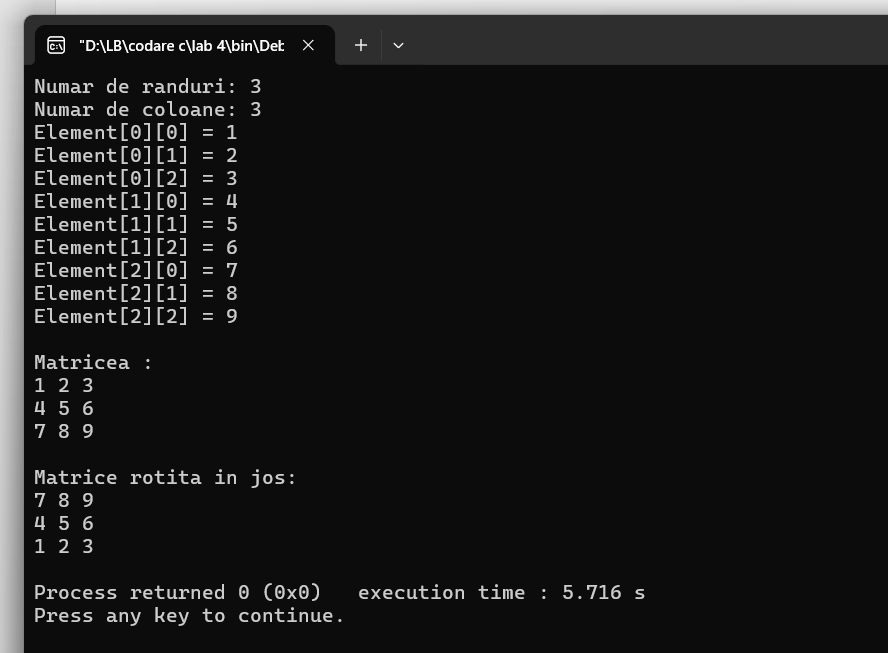 "D:\LB\codare c\lab 4\bin\Deb
Numar de randuri: 3
Numar de coloane: 3
Element[0][0] = 1
Element[0][1] = 2
Element[0][2] = 3
Element[1][0] = 4
Element[1][1] = 5
Element[1][2] = 6
Element[2][0] = 7
Element[2][1] = 8
Element[2][2] = 9
Matricea :
1 2 3
4 5 6
7 8 9
Matrice rotita in jos:
7 8 9
4 5 6
1 2 3
Process returned 0 (0x0)   execution time : 5.716 s
Press any key to continue.